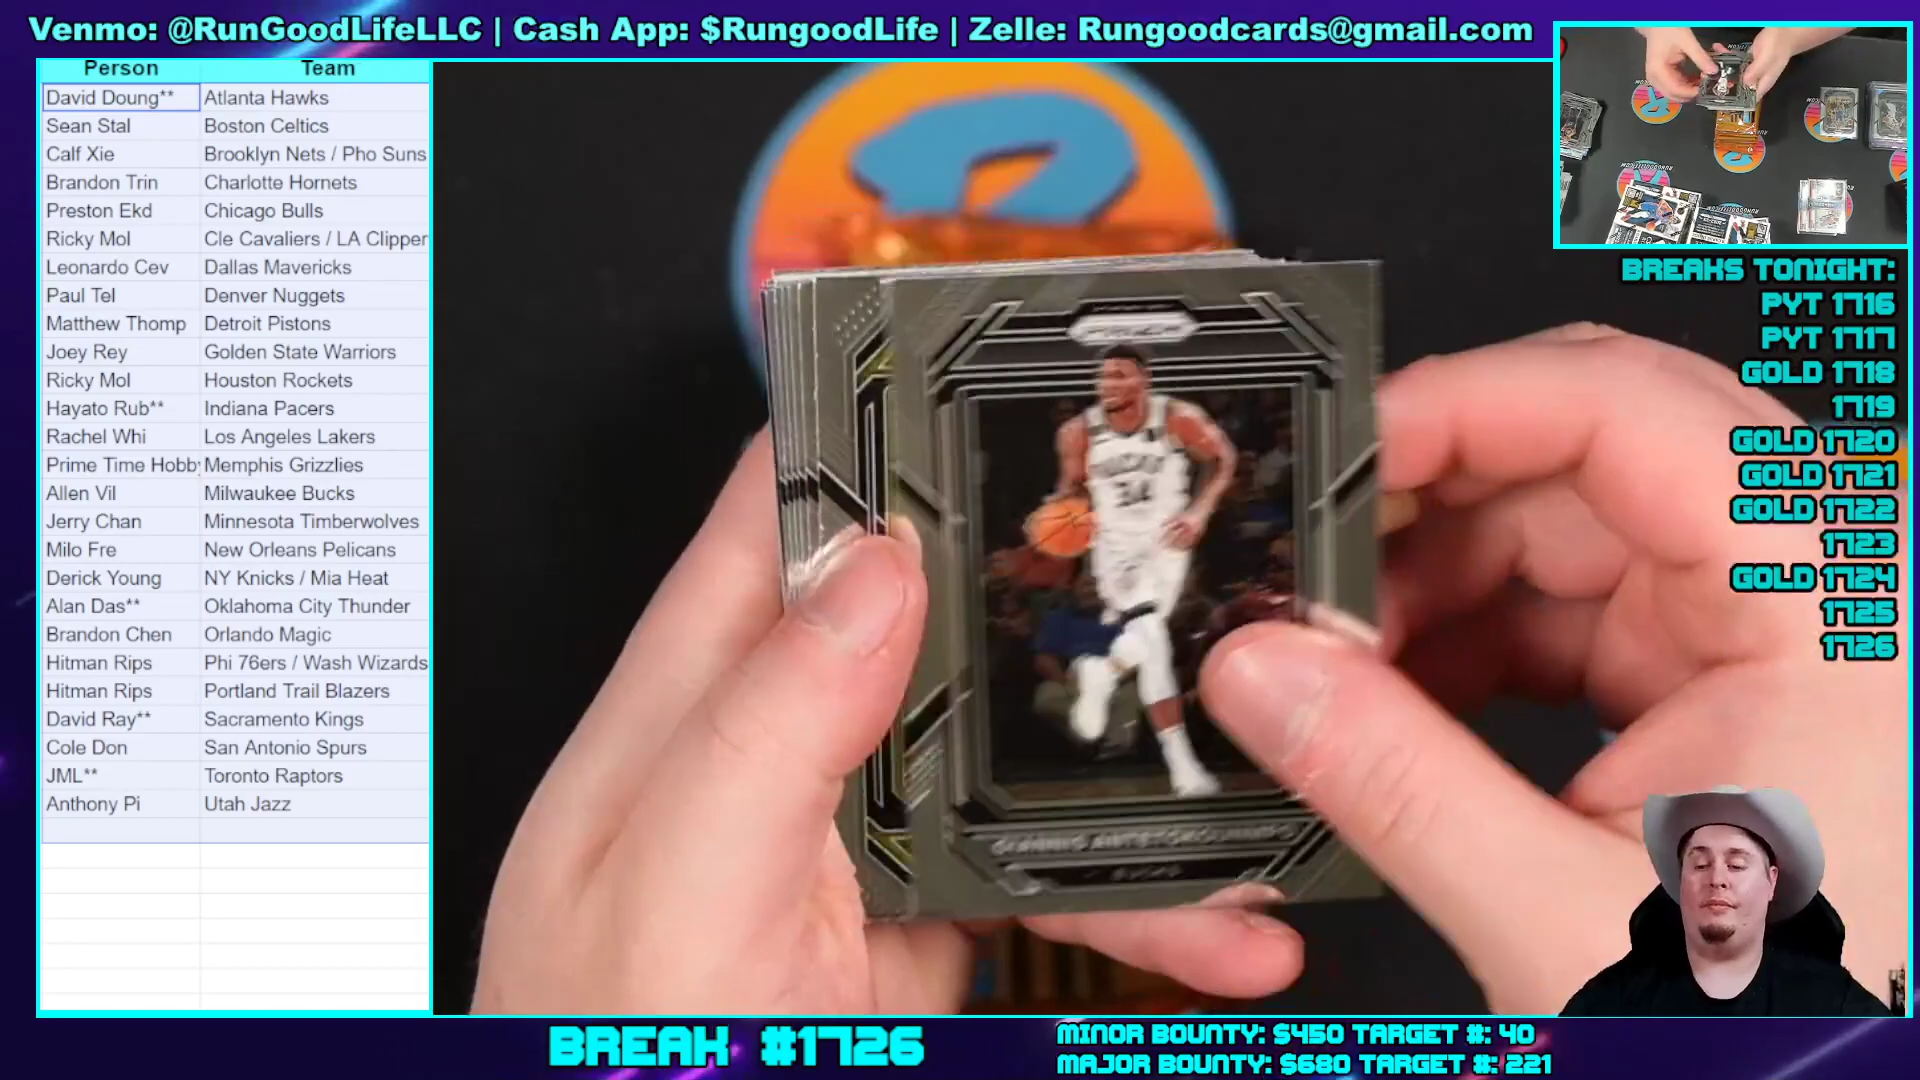 Venmo: @RunGoodLifeLLC | Cash App: $RungoodLife | Zelle: Rungoodcards@gmail.com
Person Team
David Doung** Atlanta Hawks
Sean Stal Boston Celtics
Calf Xie Brooklyn Nets / Pho Suns
Brandon Trin Charlotte Hornets
Preston Ekd Chicago Bulls
Ricky Mol Cle Cavaliers / LA Clipper
Leonardo Cev Dallas Mavericks
Paul Tel Denver Nuggets
Matthew Thomp Detroit Pistons
Joey Rey Golden State Warriors
Ricky Mol Houston Rockets
Hayato Rub** Indiana Pacers
Rachel Whi Los Angeles Lakers
Prime Time Hobby Memphis Grizzlies
Allen Vil Milwaukee Bucks
Jerry Chan Minnesota Timberwolves
Milo Fre New Orleans Pelicans
Derick Young NY Knicks / Mia Heat
Alan Das** Oklahoma City Thunder
Brandon Chen Orlando Magic
Hitman Rips Phi 76ers / Wash Wizards
Hitman Rips Portland Trail Blazers
David Ray** Sacramento Kings
Cole Don San Antonio Spurs
JML** Toronto Raptors
Anthony Pi Utah Jazz
PRIZM
BUCKS
34
GIANNIS ANTETOKOUNMPO
BUCKS
BREAKS TONIGHT:
PYT 1716
PYT 1717
GOLD 1718
1719
GOLD 1720
GOLD 1721
GOLD 1722
1723
GOLD 1724
1725
1726
BREAK #1726
MINOR BOUNTY: $450 TARGET #: 40
MAJOR BOUNTY: $680 TARGET #: 221